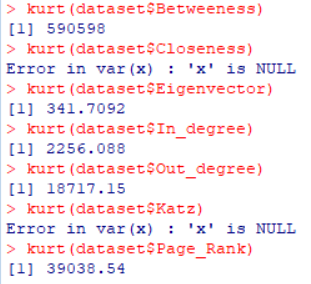 > kurt(dataset$Betweeness)
[1] 590598
> kurt(dataset$Closeness)
Error in var(x) : 'x' is NULL
> kurt(dataset$Eigenvector)
[1] 341.7092
> kurt(dataset$In_degree)
[1] 2256.088
> kurt(dataset$Out_degree)
[1] 18717.15
> kurt(dataset$Katz)
Error in var(x) : 'x' is NULL
> kurt(dataset$Page_Rank)
[1] 39038.54